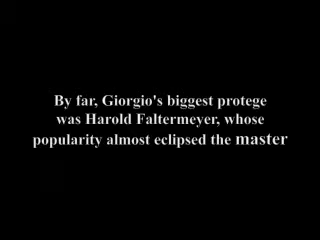 By far, Giorgio's biggest protege
was Harold Faltermeyer, whose
popularity almost eclipsed the master